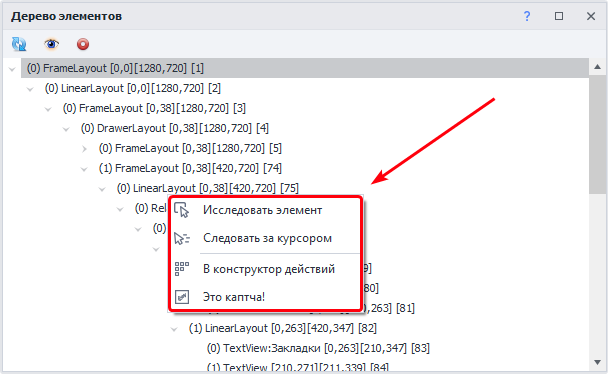 Дерево элементов
(0) FrameLayout [0,0][1280,720] [1]
(0) LinearLayout [0,0][1280,720] [2]
(0) FrameLayout [0,38][1280,720] [3]
(0) DrawerLayout [0,38][1280,720] [4]
(0) FrameLayout [0,38][1280,720] [5]
(1) FrameLayout [0,38][420,720] [74]
(0) LinearLayout [0,38][420,720] [75]
(0) Rel
Исследовать элемент
(0)
Следовать за курсором
В конструктор действий
9]
80]
Это каптча!
0,263] [81]
(1) LinearLayout [0,263][420,347] [82]
(0) TextView:Закладки [0,263][210,347] [83]
(1) TextView [210,271][211,339] [84]